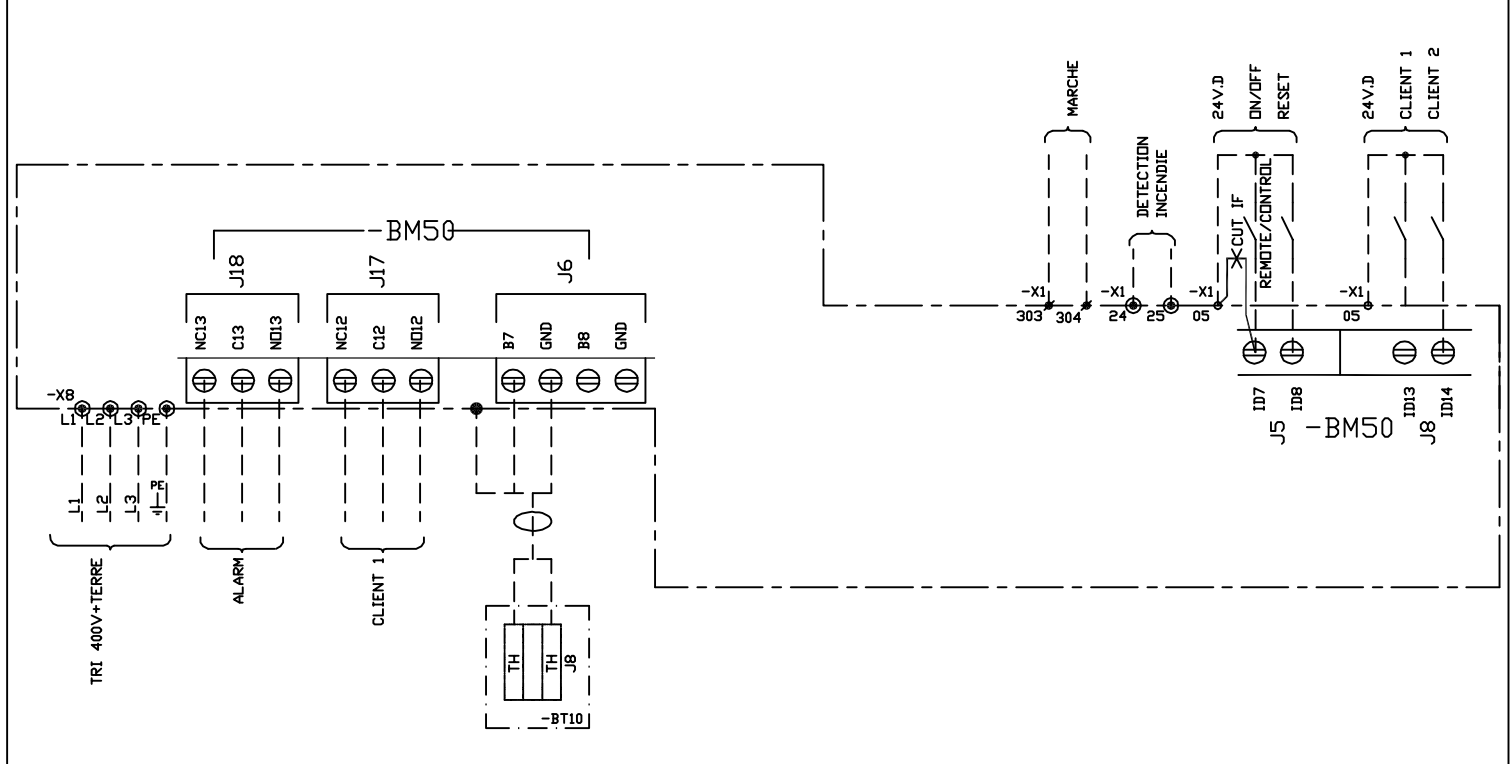 MARCHE
DETECTION
INCENDIE
24V.D
ON/OFF
RESET
24V.D
CLIENT 1
CLIENT 2
CUT IF
REMOTE/CONTROL
-BM50
J18
J17
J6
NC13
C13
NO13
NC12
C12
NO12
B7
GND
B8
GND
-X1
303
304
-X1
24
25
-X1
05
-X1
05
ID7
ID8
ID13
ID14
J5
-BM50
J8
-X8
L1
L2
L3
PE
L1
L2
L3
PE
TRI 400V+TERRE
ALARM
CLIENT 1
TH
TH
J8
-BT10